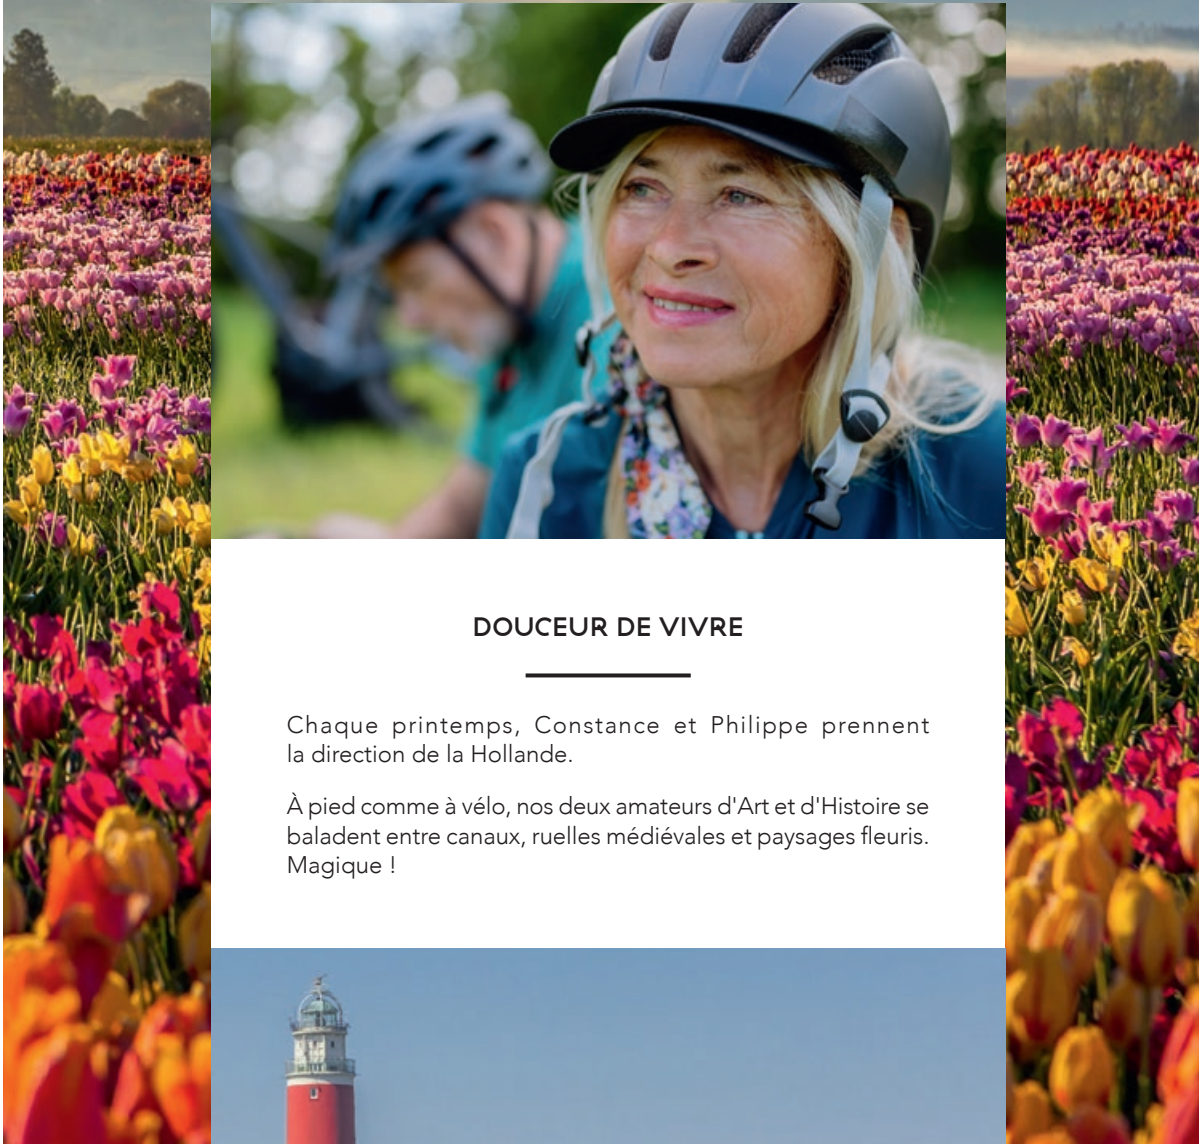 DOUCEUR DE VIVRE
Chaque printemps, Constance et Philippe prennent
la direction de la Hollande.
À pied comme à vélo, nos deux amateurs d'Art et d'Histoire se
baladent entre canaux, ruelles médiévales et paysages fleuris.
Magique !